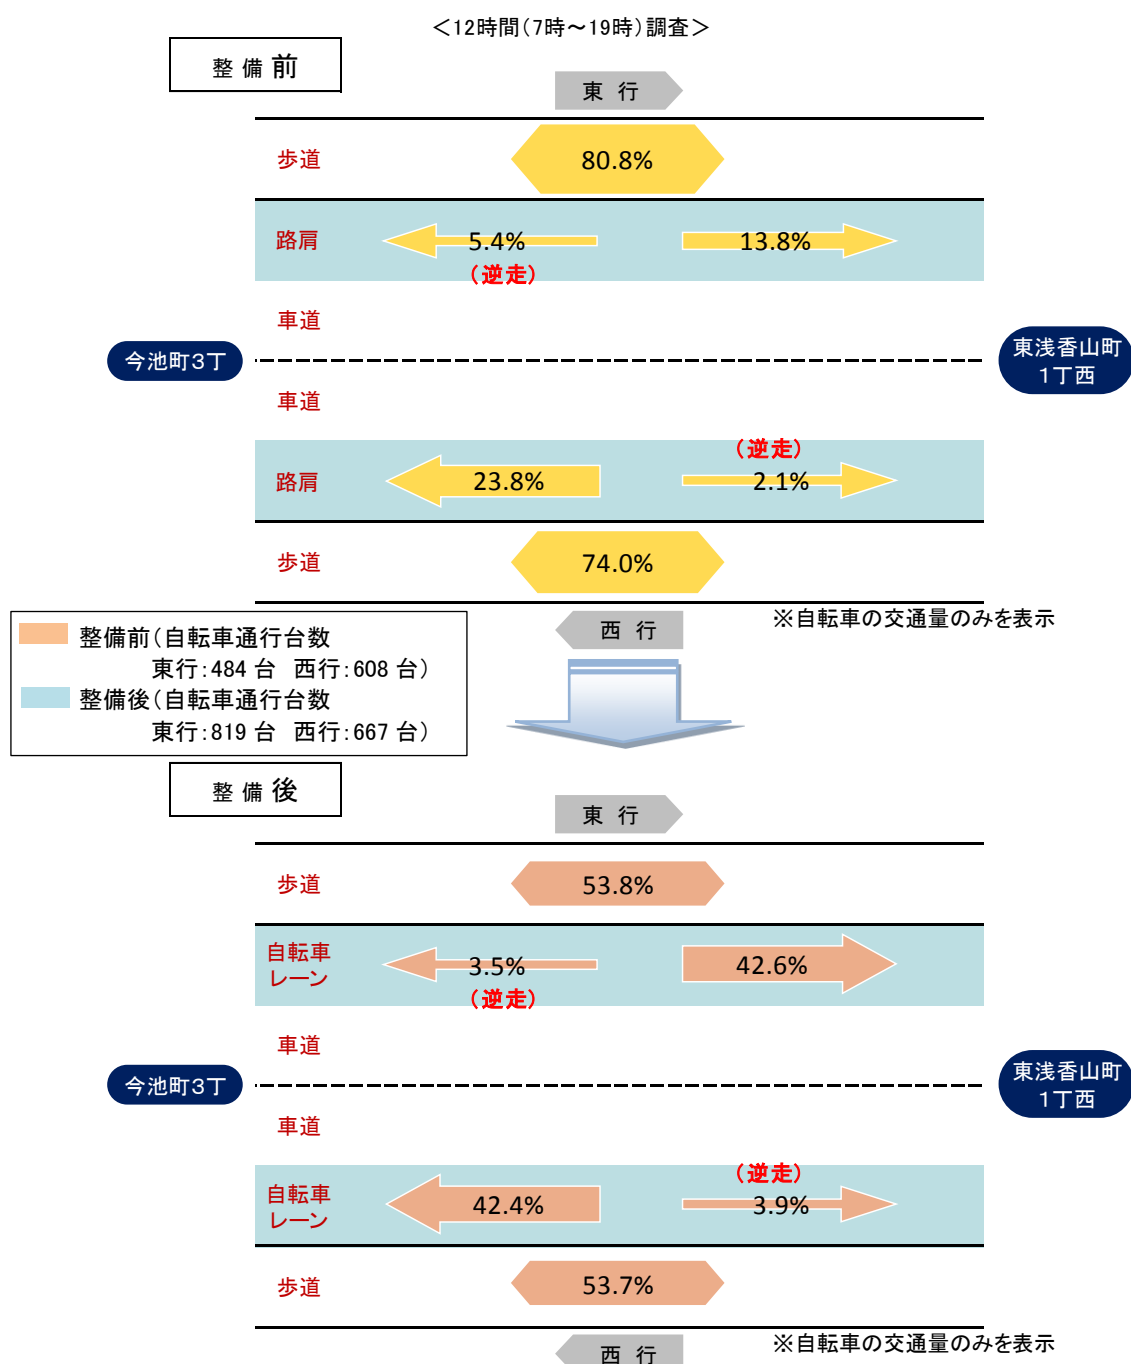 ＜12時間（7時～19時）調査＞
整備前
東 行
歩道
80.8%
路肩
5.4%
（逆走）
13.8%
車道
今池町３丁
東浅香山町
１丁西
車道
（逆走）
路肩
23.8%
2.1%
歩道
74.0%
西 行
※自転車の交通量のみを表示
整備前（自転車通行台数
東行：484 台 西行：608 台）
整備後（自転車通行台数
東行：819 台 西行：667 台）
整備後
東 行
歩道
53.8%
自転車
レーン
3.5%
（逆走）
42.6%
車道
今池町３丁
東浅香山町
１丁西
車道
（逆走）
自転車
レーン
42.4%
3.9%
歩道
53.7%
西 行
※自転車の交通量のみを表示